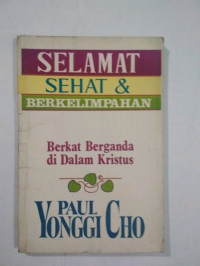 SELAMAT
SEHAT &
BERKELIMPAHAN
Berkat Berganda
di Dalam Kristus
PAUL
YONGGI CHO